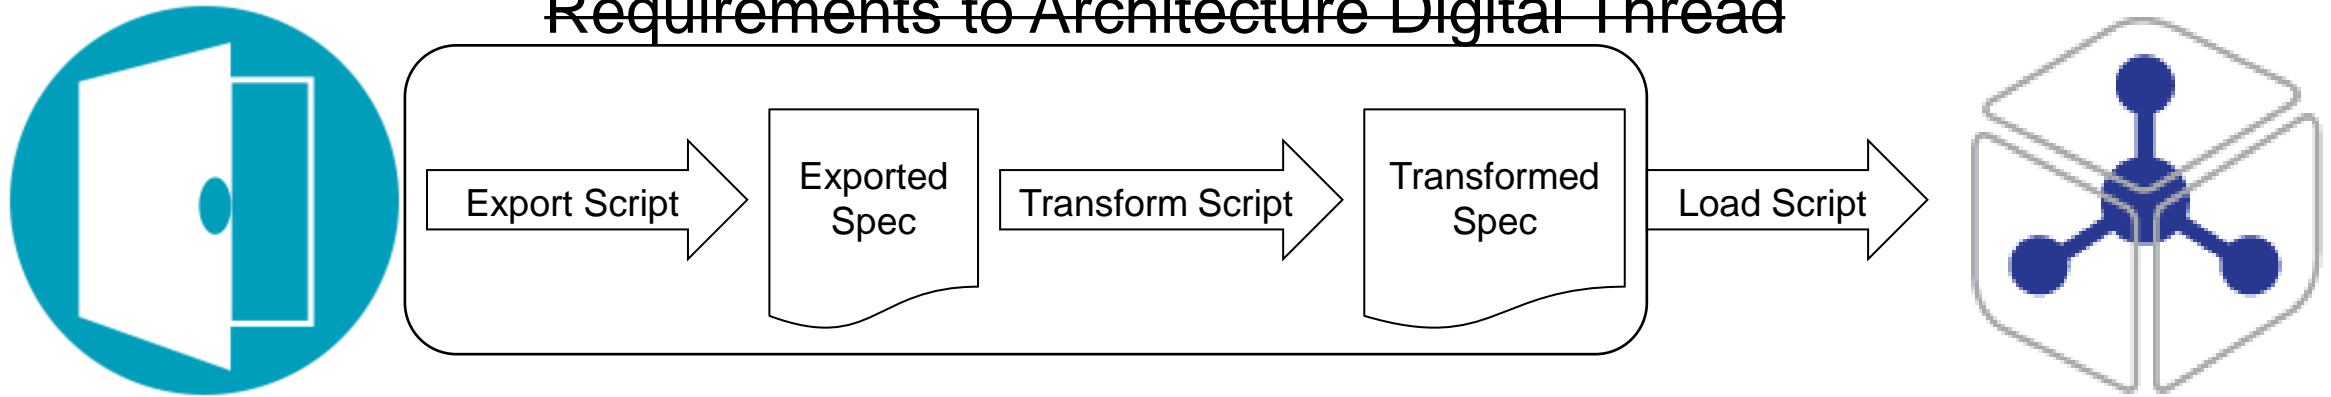 Requirements to Architecture Digital Thread
Export Script
Exported
Spec
Transform Script
Transformed
Spec
Load Script